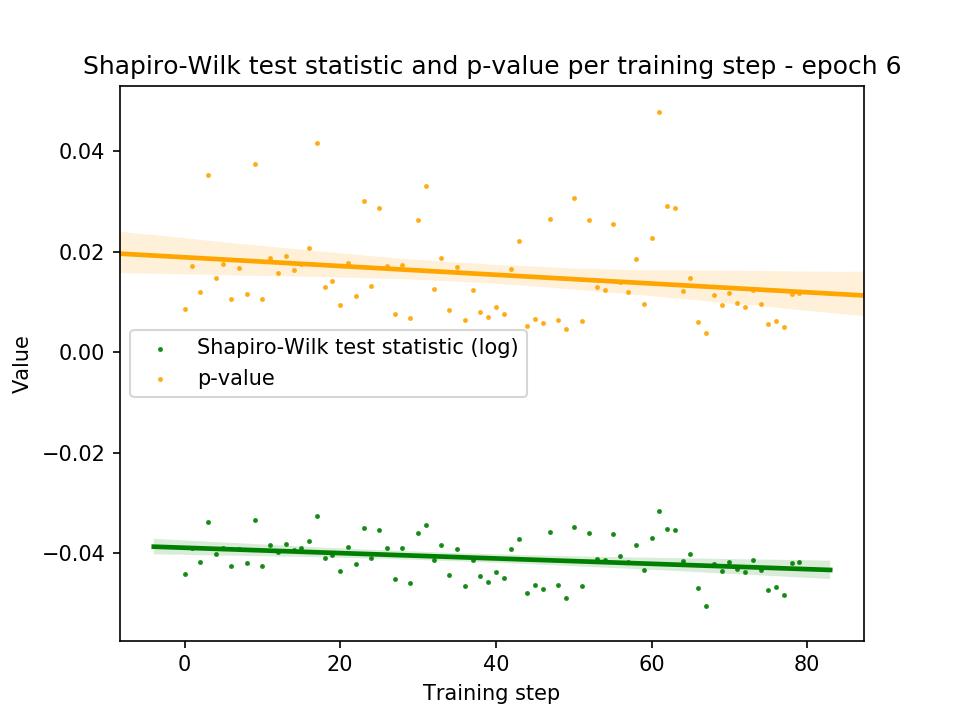 Shapiro-Wilk test statistic and p-value per training step - epoch 6
Value
0.04
0.02
0.00
−0.02
−0.04
Shapiro-Wilk test statistic (log)
p-value
0 20 40 60 80
Training step